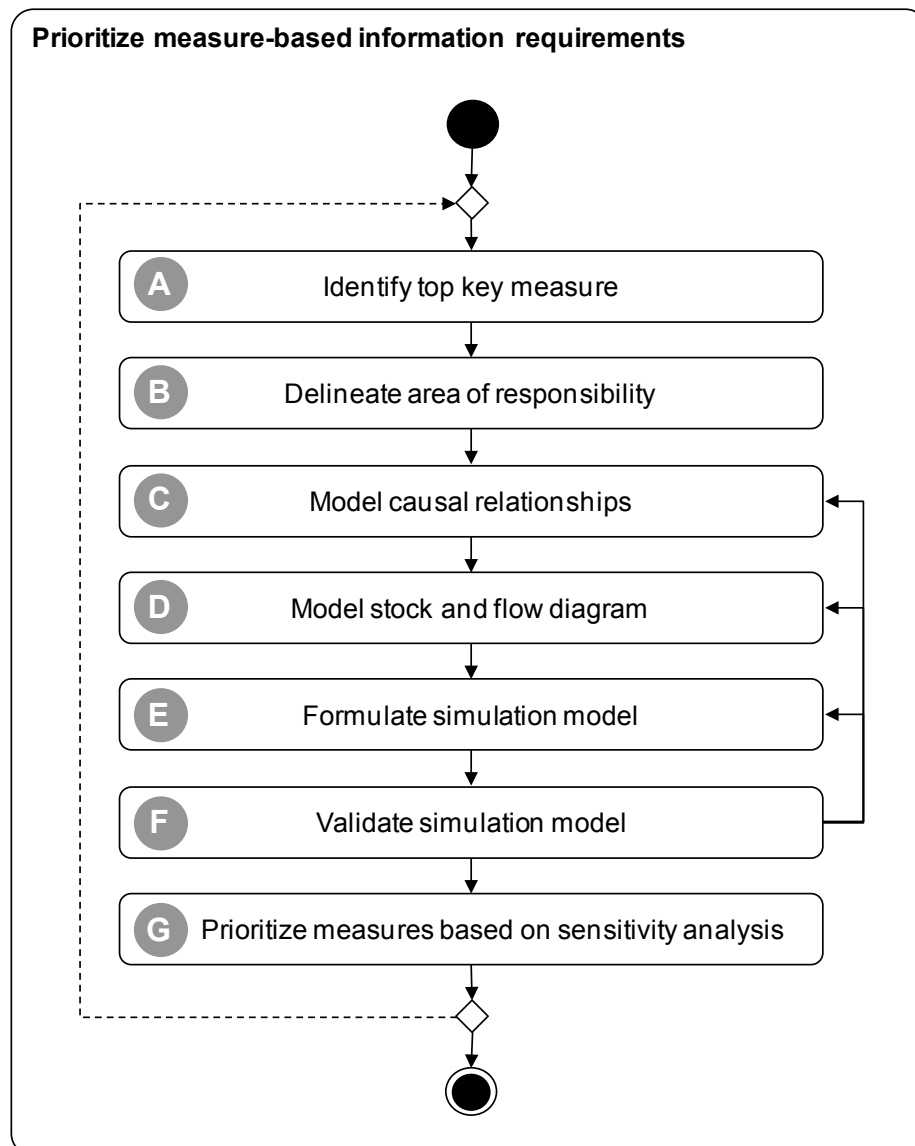 Prioritize measure-based information requirements
A Identify top key measure
B Delineate area of responsibility
C Model causal relationships
D Model stock and flow diagram
E Formulate simulation model
F Validate simulation model
G Prioritize measures based on sensitivity analysis